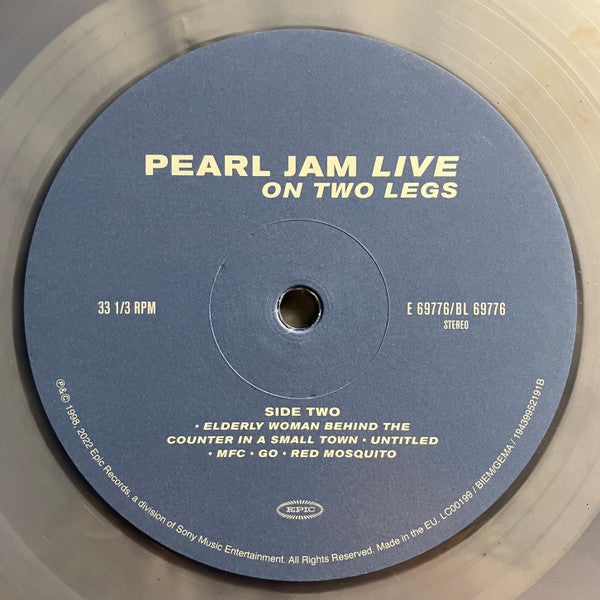 PEARL JAM LIVE
ON TWO LEGS
33 1/3 RPM
E 69776/BL 69776
STEREO
SIDE TWO
• ELDERLY WOMAN BEHIND THE
COUNTER IN A SMALL TOWN • UNTITLED
• MFC • GO • RED MOSQUITO
EPIC
℗&© 1998, 2022 Epic Records, a division of Sony Music Entertainment. All Rights Reserved. Made in the EU. LC00199 / BIEM/GEMA / 19439952191B